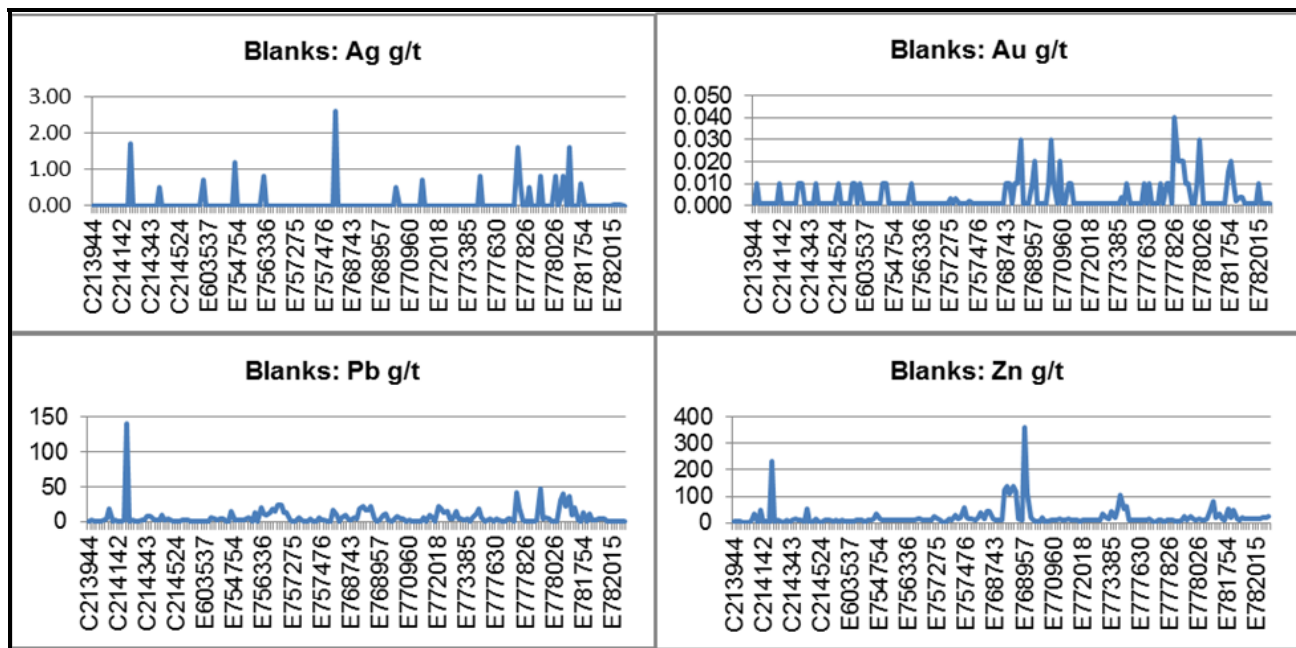 Blanks: Ag g/t
3.00
2.00
1.00
0.00
C213944
C214142
C214343
C214524
E603537
E754754
E756336
E757275
E757476
E768743
E768957
E770960
E772018
E773385
E777630
E777826
E778026
E781754
E782015
Blanks: Au g/t
0.050
0.040
0.030
0.020
0.010
0.000
C213944
C214142
C214343
C214524
E603537
E754754
E756336
E757275
E757476
E768743
E768957
E770960
E772018
E773385
E777630
E777826
E778026
E781754
E782015
Blanks: Pb g/t
150
100
50
0
C213944
C214142
C214343
C214524
E603537
E754754
E756336
E757275
E757476
E768743
E768957
E770960
E772018
E773385
E777630
E777826
E778026
E781754
E782015
Blanks: Zn g/t
400
300
200
100
0
C213944
C214142
C214343
C214524
E603537
E754754
E756336
E757275
E757476
E768743
E768957
E770960
E772018
E773385
E777630
E777826
E778026
E781754
E782015